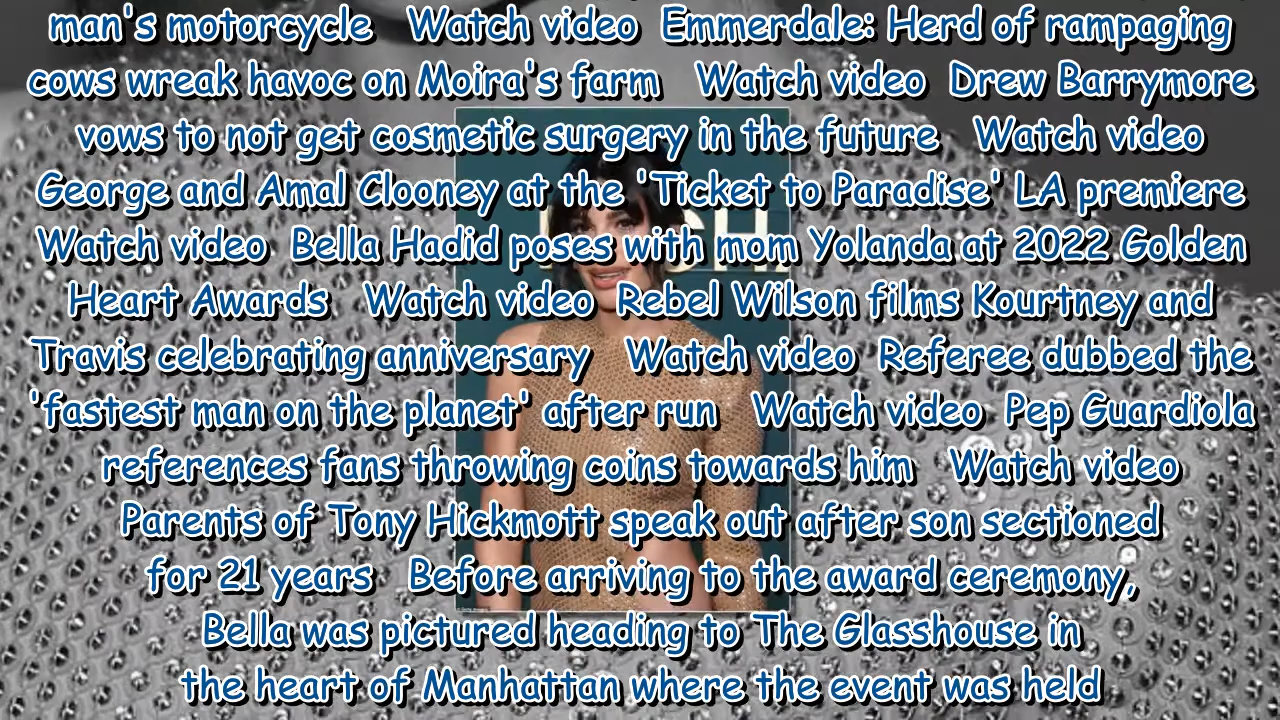 man's motorcycle Watch video Emmerdale: Herd of rampaging
cows wreak havoc on Moira's farm Watch video Drew Barrymore
vows to not get cosmetic surgery in the future Watch video
George and Amal Clooney at the 'Ticket to Paradise' LA premiere
Watch video Bella Hadid poses with mom Yolanda at 2022 Golden
Heart Awards Watch video Rebel Wilson films Kourtney and
Travis celebrating anniversary Watch video Referee dubbed the
'fastest man on the planet' after run Watch video Pep Guardiola
references fans throwing coins towards him Watch video
Parents of Tony Hickmott speak out after son sectioned
for 21 years Before arriving to the award ceremony,
Bella was pictured heading to The Glasshouse in
the heart of Manhattan where the event was held